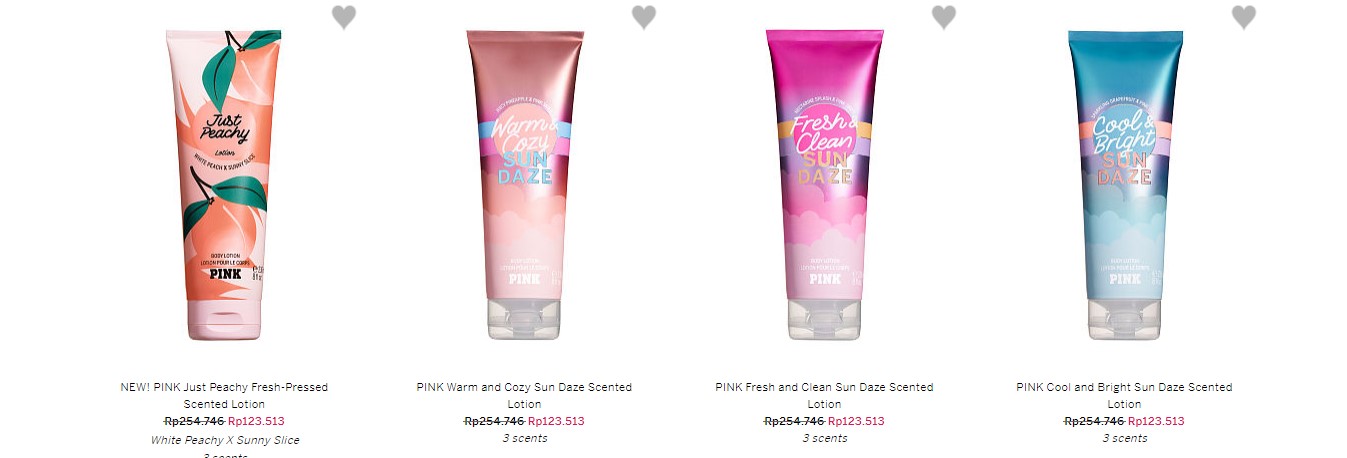 Just
Peachy
Lotion
WHITE PEACH & SUNNY SLICE
BODY LOTION
LOTION POUR LE CORPS
PINK
Warm &
Cozy
SUN
DAZE
BODY LOTION
LOTION POUR LE CORPS
PINK
Fresh &
Clean
SUN
DAZE
BODY LOTION
LOTION POUR LE CORPS
PINK
Cool &
Bright
SUN
DAZE
BODY LOTION
LOTION POUR LE CORPS
PINK
NEW! PINK Just Peachy Fresh-Pressed
Scented Lotion
Rp254.746 Rp123.513
White Peachy X Sunny Slice
3 scents
PINK Warm and Cozy Sun Daze Scented
Lotion
Rp254.746 Rp123.513
3 scents
PINK Fresh and Clean Sun Daze Scented
Lotion
Rp254.746 Rp123.513
3 scents
PINK Cool and Bright Sun Daze Scented
Lotion
Rp254.746 Rp123.513
3 scents